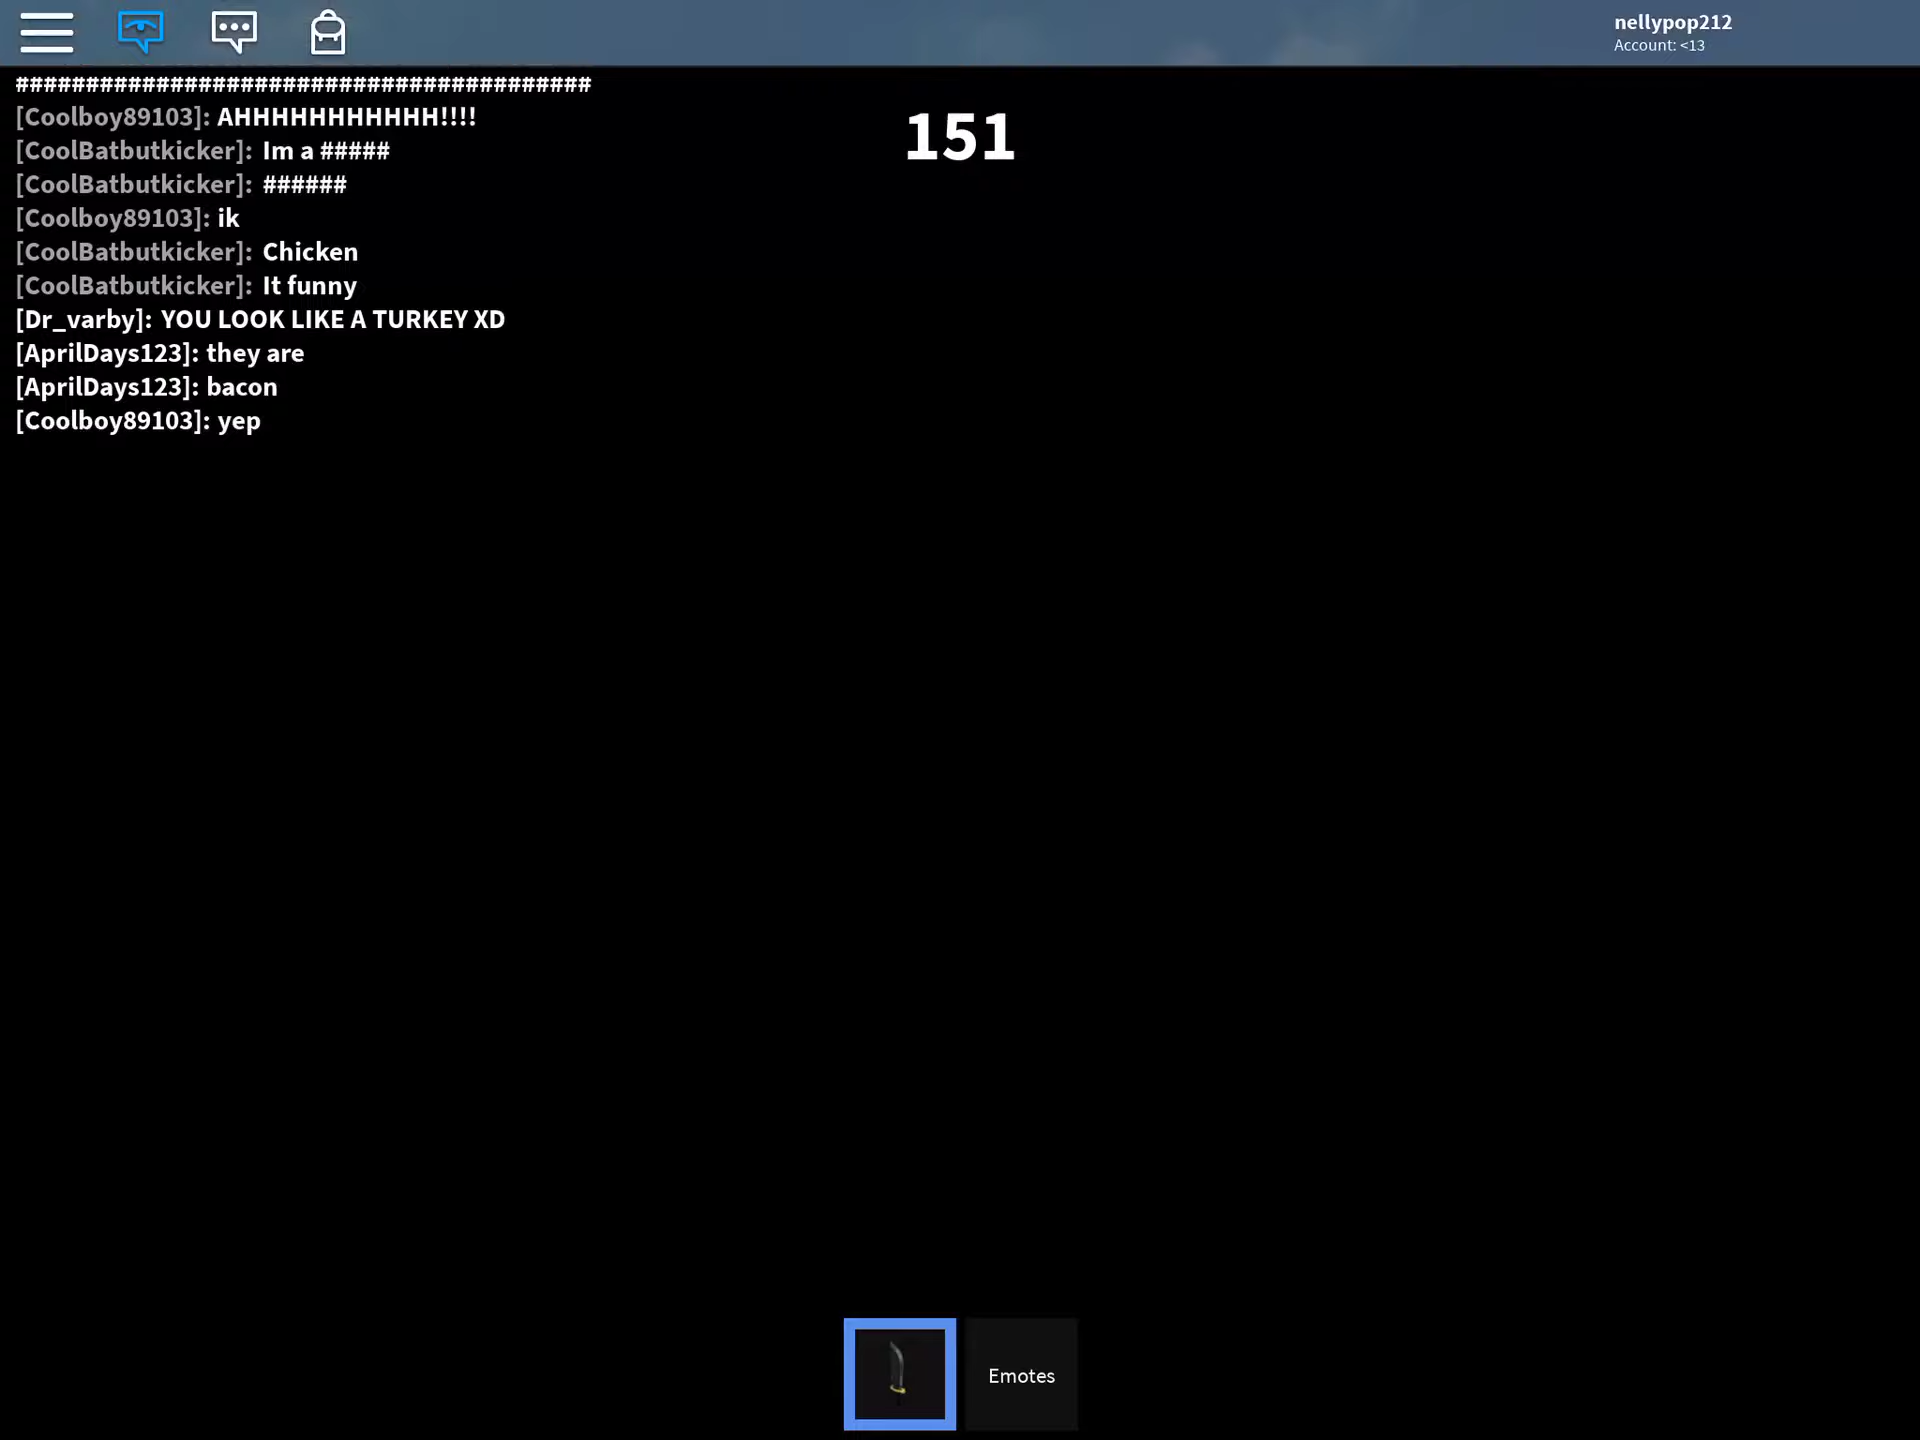 nellypop212
Account: <13
#########################################
[Coolboy89103]: AHHHHHHHHHHH!!!!
151
[CoolBatbutkicker]: Im a #####
[CoolBatbutkicker]: ######
[Coolboy89103]: ik
[CoolBatbutkicker]: Chicken
[CoolBatbutkicker]: It funny
[Dr_varby]: YOU LOOK LIKE A TURKEY XD
[AprilDays123]: they are
[AprilDays123]: bacon
[Coolboy89103]: yep
Emotes